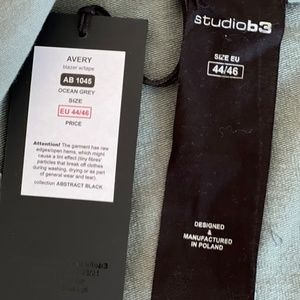 AVERY
blazer w/tape
AB 1045
OCEAN GREY
SIZE
EU 44/46
PRICE
Attention! The garment has raw
edges/open hems, which might
cause a lint effect (tiny fibres'
particles that break off clothes
during washing, drying or as part
of general wear and tear).
collection ABSTRACT BLACK
studiob3
studiob3
SIZE EU
44/46
DESIGNED
&
MANUFACTURED
IN POLAND